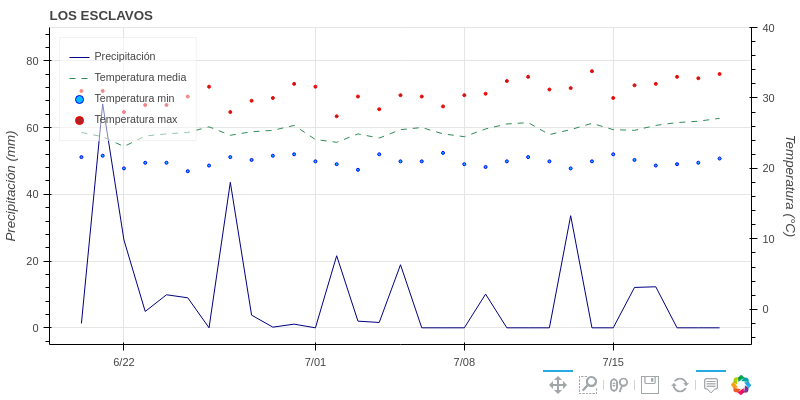 LOS ESCLAVOS
Precipitación
Temperatura media
Temperatura min
Temperatura max
Precipitación (mm)
80
60
40
20
0
Temperatura (°C)
40
30
20
10
0
6/22
7/01
7/08
7/15